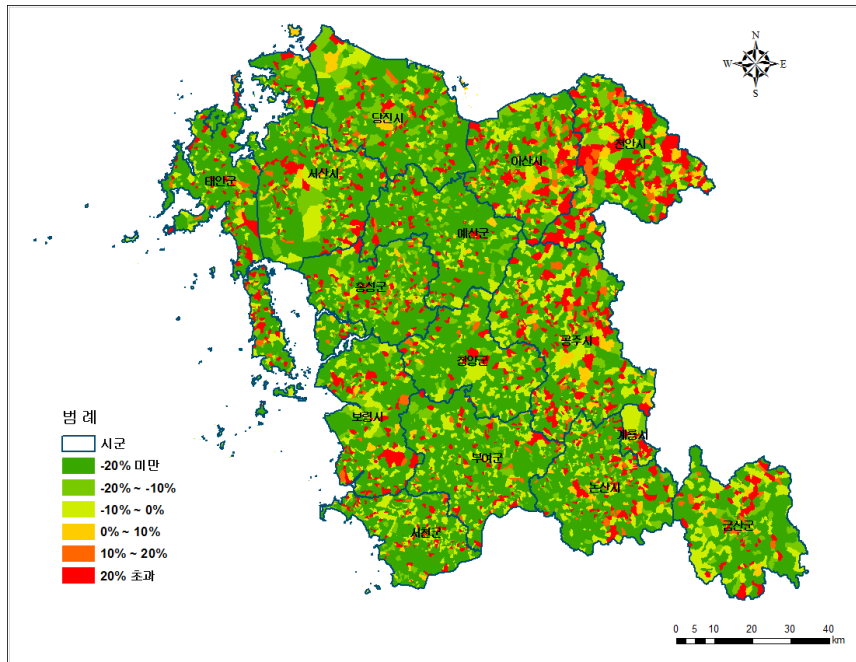 N
W E
S
당진시
천안시
아산시
서산시
태안군
예산군
홍성군
공주시
청양군
보령시
계룡시
부여군
논산시
금산군
서천군
범 례
시군
-20% 미만
-20% ~ -10%
-10% ~ 0%
0% ~ 10%
10% ~ 20%
20% 초과
0 5 10 20 30 40
km